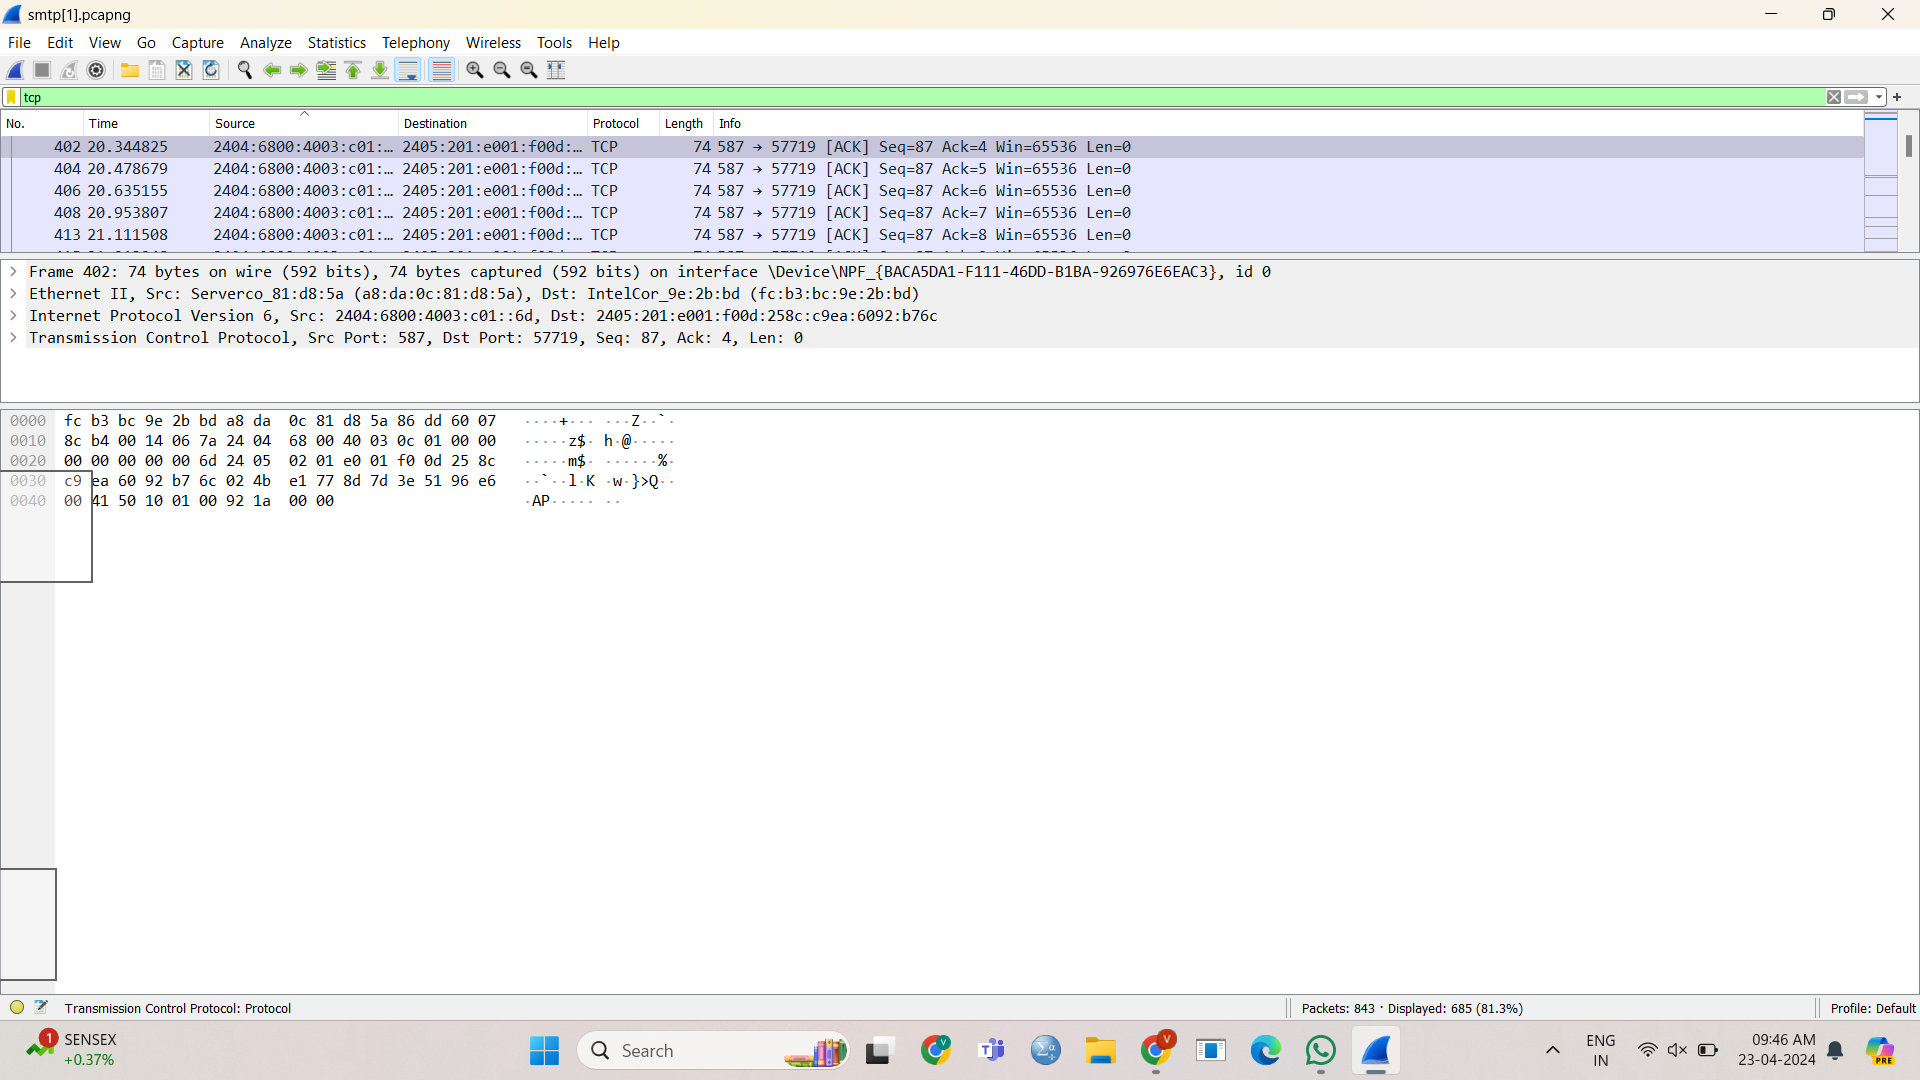 smtp[1].pcapng
File Edit View Go Capture Analyze Statistics Telephony Wireless Tools Help
tcp
No. Time Source Destination Protocol Length Info
402 20.344825 2404:6800:4003:c01:… 2405:201:e001:f00d:… TCP 74 587 → 57719 [ACK] Seq=87 Ack=4 Win=65536 Len=0
404 20.478679 2404:6800:4003:c01:… 2405:201:e001:f00d:… TCP 74 587 → 57719 [ACK] Seq=87 Ack=5 Win=65536 Len=0
406 20.635155 2404:6800:4003:c01:… 2405:201:e001:f00d:… TCP 74 587 → 57719 [ACK] Seq=87 Ack=6 Win=65536 Len=0
408 20.953807 2404:6800:4003:c01:… 2405:201:e001:f00d:… TCP 74 587 → 57719 [ACK] Seq=87 Ack=7 Win=65536 Len=0
413 21.111508 2404:6800:4003:c01:… 2405:201:e001:f00d:… TCP 74 587 → 57719 [ACK] Seq=87 Ack=8 Win=65536 Len=0
Frame 402: 74 bytes on wire (592 bits), 74 bytes captured (592 bits) on interface \Device\NPF_{BACA5DA1-F111-46DD-B1BA-926976E6EAC3}, id 0
Ethernet II, Src: Serverco_81:d8:5a (a8:da:0c:81:d8:5a), Dst: IntelCor_9e:2b:bd (fc:b3:bc:9e:2b:bd)
Internet Protocol Version 6, Src: 2404:6800:4003:c01::6d, Dst: 2405:201:e001:f00d:258c:c9ea:6092:b76c
Transmission Control Protocol, Src Port: 587, Dst Port: 57719, Seq: 87, Ack: 4, Len: 0
0000 fc b3 bc 9e 2b bd a8 da 0c 81 d8 5a 86 dd 60 07 ····+··· ···Z··`·
0010 8c b4 00 14 06 7a 24 04 68 00 40 03 0c 01 00 00 ·····z$· h·@·····
0020 00 00 00 00 00 6d 24 05 02 01 e0 01 f0 0d 25 8c ·····m$· ······%·
0030 c9 ea 60 92 b7 6c 02 4b e1 77 8d 7d 3e 51 96 e6 ··`··l·K ·w·}>Q··
0040 00 41 50 10 01 00 92 1a 00 00 ·AP····· ··
Transmission Control Protocol: Protocol
Packets: 843 · Displayed: 685 (81.3%)
Profile: Default
1
SENSEX
+0.37%
Search
V
V
ENG
IN
09:46 AM
23-04-2024
PRE